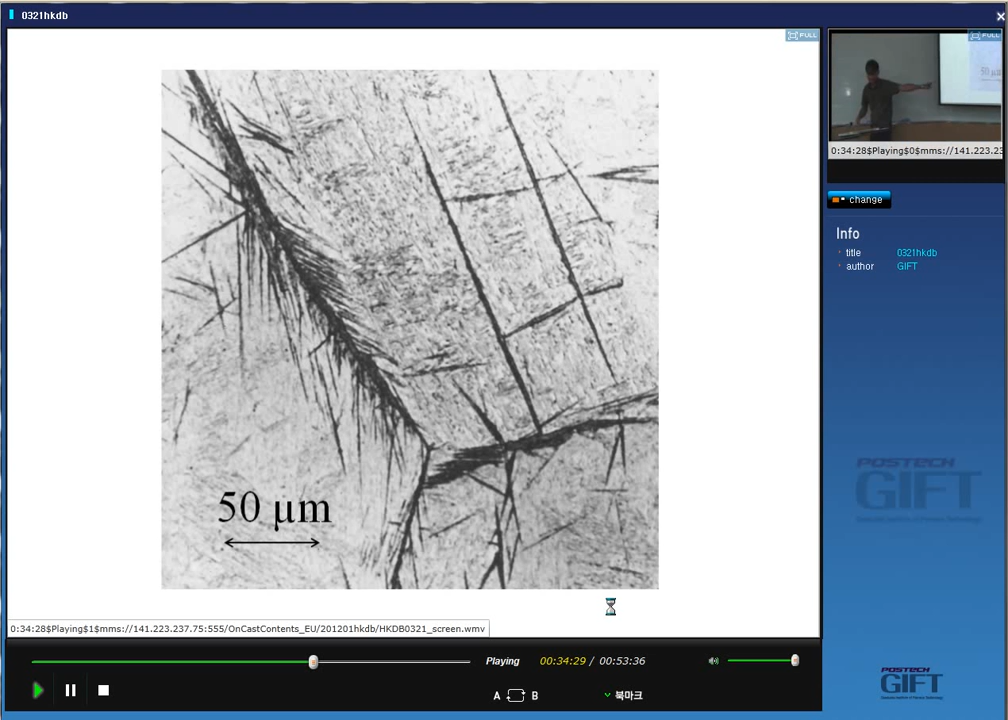 0321hkdb
FULL
FULL
50 μm
0:34:28$Playing$0$mms://141.223.23
change
Info
title 0321hkdb
author GIFT
POSTECH
GIFT
0:34:28$Playing$1$mms://141.223.237.75:555/OnCastContents_EU/201201hkdb/HKDB0321_screen.wmv
Playing 00:34:29 / 00:53:36
A B
북마크
POSTECH
GIFT